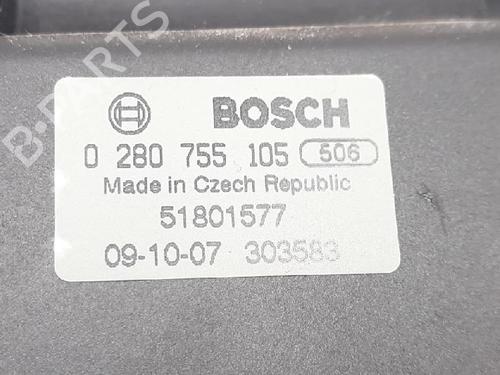 B-PARTS
BOSCH
0 280 755 105 506
Made in Czech Republic
51801577
09-10-07 303583